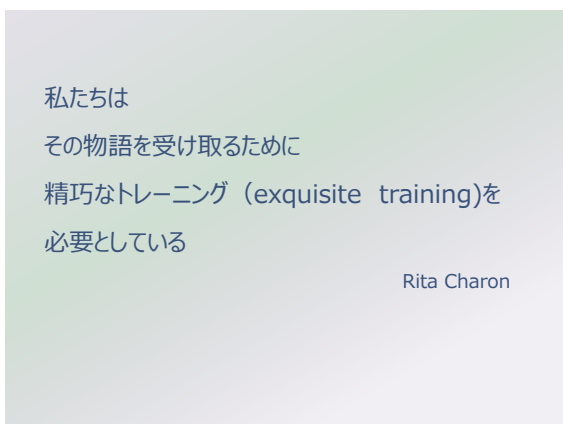 私たちは
その物語を受け取るために
精巧なトレーニング（exquisite training)を
必要としている
Rita Charon